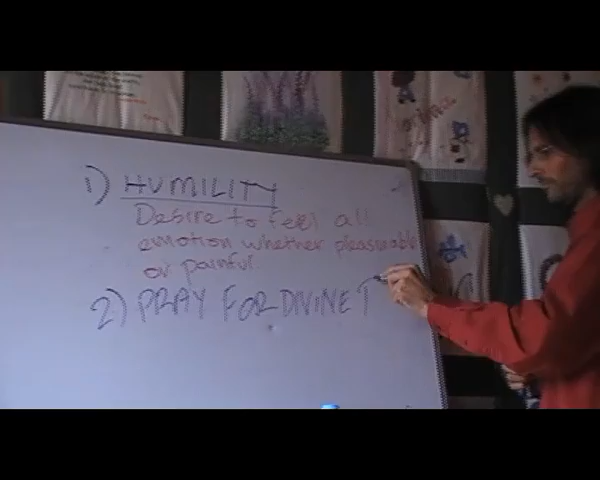 1) HUMILITY
Desire to feel all
emotion whether pleasurable
or painful.
2) PRAY FOR DIVINE T